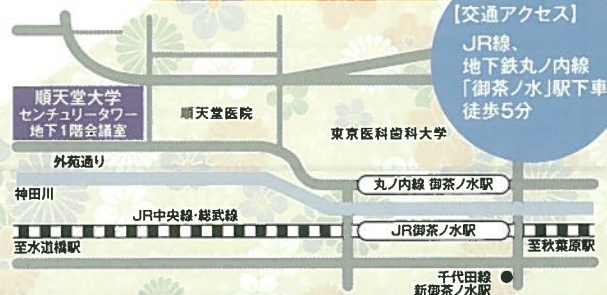 【交通アクセス】
JR線、
地下鉄丸ノ内線
「御茶ノ水」駅下車
徒歩5分
順天堂大学
センチュリータワー
地下1階会議室
順天堂医院
東京医科歯科大学
外苑通り
神田川
丸ノ内線 御茶ノ水駅
JR中央線・総武線
JR御茶ノ水駅
至水道橋駅
至秋葉原駅
千代田線
新御茶ノ水駅